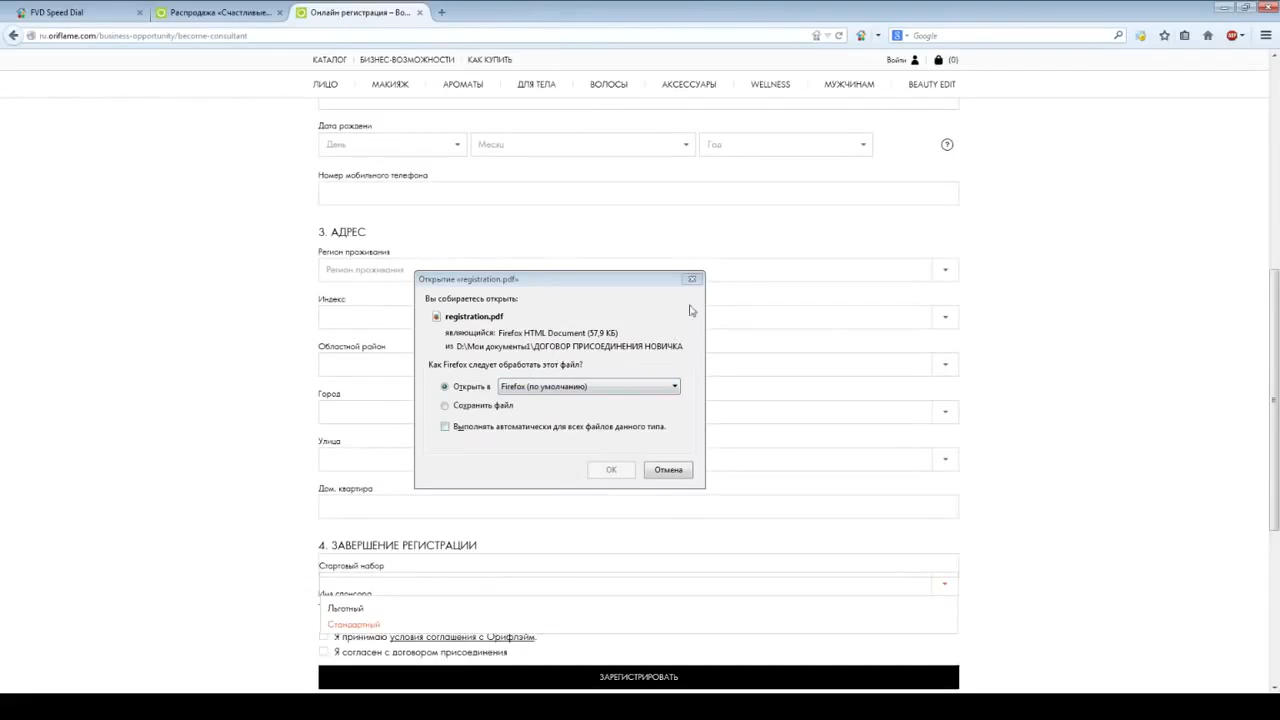 FVD Speed Dial
Распродажа «Счастливые...
Онлайн регистрация – Во...
ru.oriflame.com/business-opportunity/become-consultant
Google
КАТАЛОГ БИЗНЕС-ВОЗМОЖНОСТИ КАК КУПИТЬ
Войти (0)
ЛИЦО МАКИЯЖ АРОМАТЫ ДЛЯ ТЕЛА ВОЛОСЫ АКСЕССУАРЫ WELLNESS МУЖЧИНАМ BEAUTY EDIT
Дата рождени
День Месяц Год ?
Номер мобильного телефона
3. АДРЕС
Регион проживания
Регион проживания
Индекс
Областной район
Город
Улица
Дом. квартира
Открытие «registration.pdf»
Вы собираетесь открыть:
registration.pdf
являющийся: Firefox HTML Document (57,9 КБ)
из D:\Мои документы1\ДОГОВОР ПРИСОЕДИНЕНИЯ НОВИЧКА
Как Firefox следует обработать этот файл?
Открыть в Firefox (по умолчанию)
Сохранить файл
Выполнять автоматически для всех файлов данного типа.
ОК Отмена
4. ЗАВЕРШЕНИЕ РЕГИСТРАЦИИ
Стартовый набор
Имя спонсора
Льготный
Стандартный
Я принимаю условия соглашения с Орифлэйм.
Я согласен с договором присоединения
ЗАРЕГИСТРИРОВАТЬ